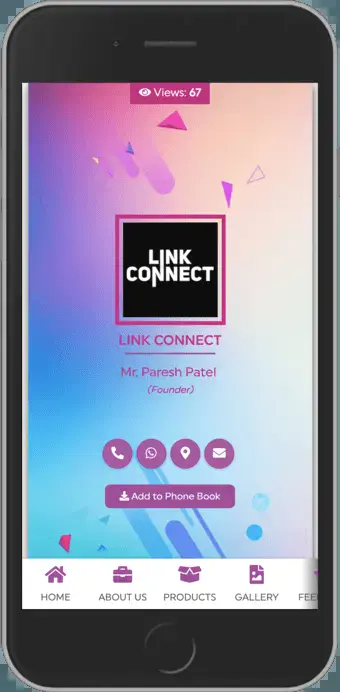 Views: 67
LINK
CONNECT
LINK CONNECT
Mr. Paresh Patel
(Founder)
Add to Phone Book
HOME
ABOUT US
PRODUCTS
GALLERY